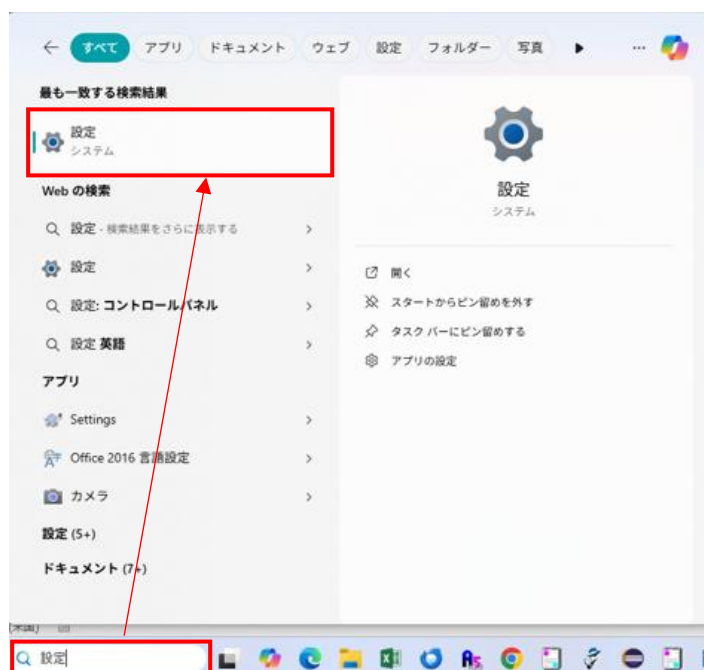 すべて アプリ ドキュメント ウェブ 設定 フォルダー 写真 ▶ …
最も一致する検索結果
設定
システム
Web の検索
設定 - 検索結果をさらに表示する
設定
設定: コントロールパネル
設定 英語
アプリ
Settings
Office 2016 言語設定
カメラ
設定 (5+)
ドキュメント (7+)
設定
システム
開く
スタートからピン留めを外す
タスク バーにピン留めする
アプリの設定
設定
As